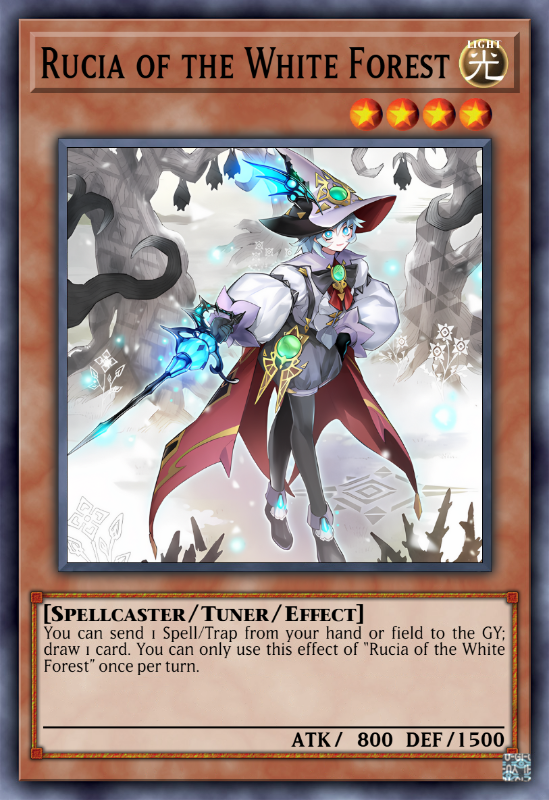 Rucia of the White Forest
LIGHT
光
[Spellcaster/Tuner/Effect]
You can send 1 Spell/Trap from your hand or field to the GY;
draw 1 card. You can only use this effect of "Rucia of the White
Forest" once per turn.
ATK/ 800 DEF/1500